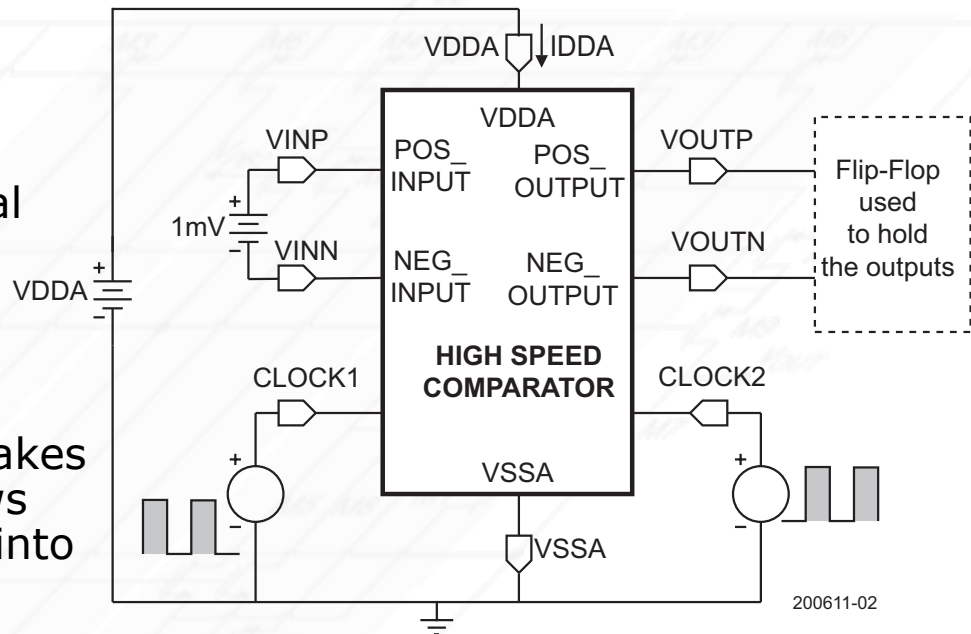 VDDA
IDDA
VDDA
VINP
POS_
INPUT
POS_
OUTPUT
VOUTP
Flip-Flop
used
to hold
the outputs
al
+
1mV
–
VINN
NEG_
INPUT
NEG_
OUTPUT
VOUTN
+
VDDA
–
HIGH SPEED
COMPARATOR
CLOCK1
CLOCK2
akes
ws
into
+
–
VSSA
+
–
VSSA
200611-02